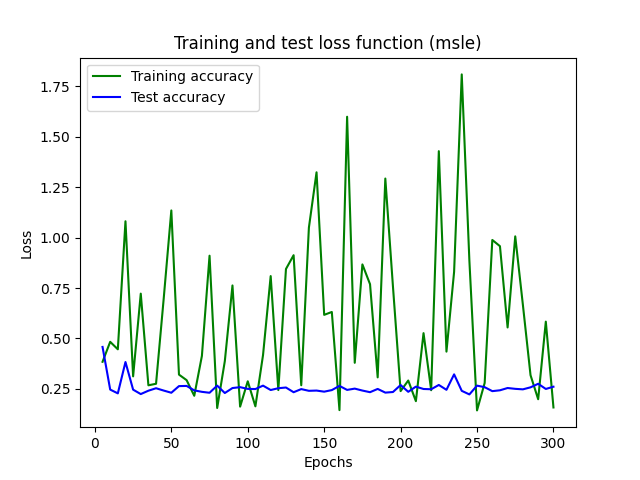 Training and test loss function (msle)
Training accuracy
Test accuracy
1.75
1.50
1.25
1.00
0.75
0.50
0.25
Loss
0
50
100
150
200
250
300
Epochs